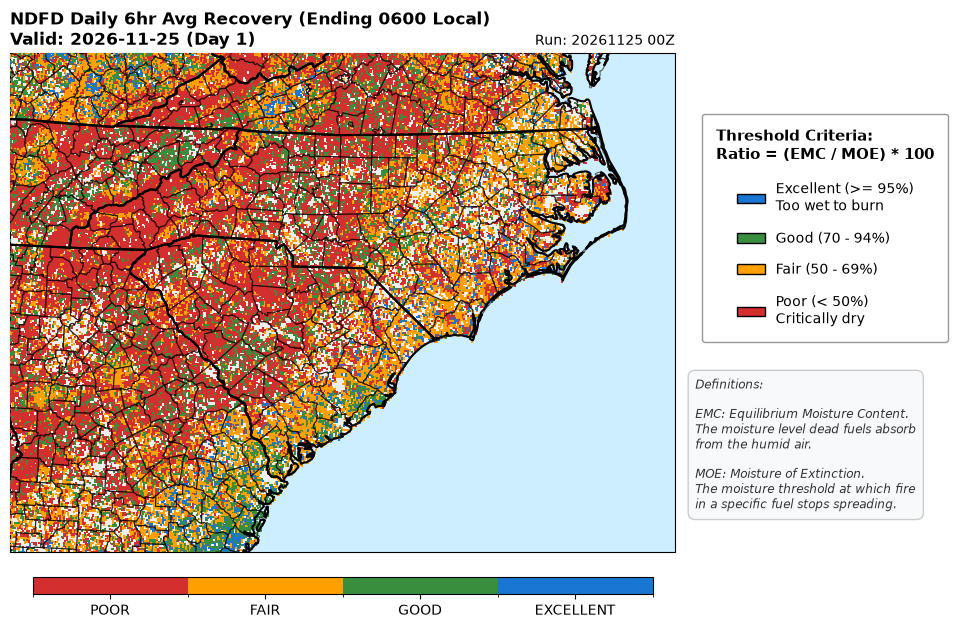 NDFD Daily 6hr Avg Recovery (Ending 0600 Local)
Valid: 2026-11-25 (Day 1)
Run: 20261125 00Z
Threshold Criteria:
Ratio = (EMC / MOE) * 100
Excellent (>= 95%)
Too wet to burn
Good (70 - 94%)
Fair (50 - 69%)
Poor (< 50%)
Critically dry
Definitions:
EMC: Equilibrium Moisture Content.
The moisture level dead fuels absorb
from the humid air.
MOE: Moisture of Extinction.
The moisture threshold at which fire
in a specific fuel stops spreading.
POOR
FAIR
GOOD
EXCELLENT